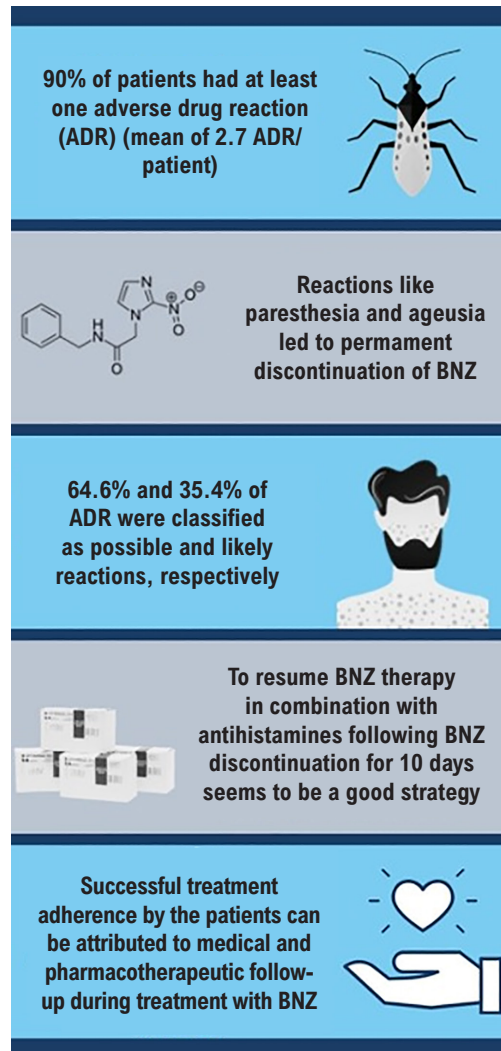 90% of patients had at least
one adverse drug reaction
(ADR) (mean of 2.7 ADR/
patient)
N
N
N⊕
O⊖
O
NH
O
Reactions like
paresthesia and ageusia
led to permament
discontinuation of BNZ
64.6% and 35.4% of
ADR were classified
as possible and likely
reactions, respectively
To resume BNZ therapy
in combination with
antihistamines following BNZ
discontinuation for 10 days
seems to be a good strategy
Successful treatment
adherence by the patients can
be attributed to medical and
pharmacotherapeutic follow-
up during treatment with BNZ